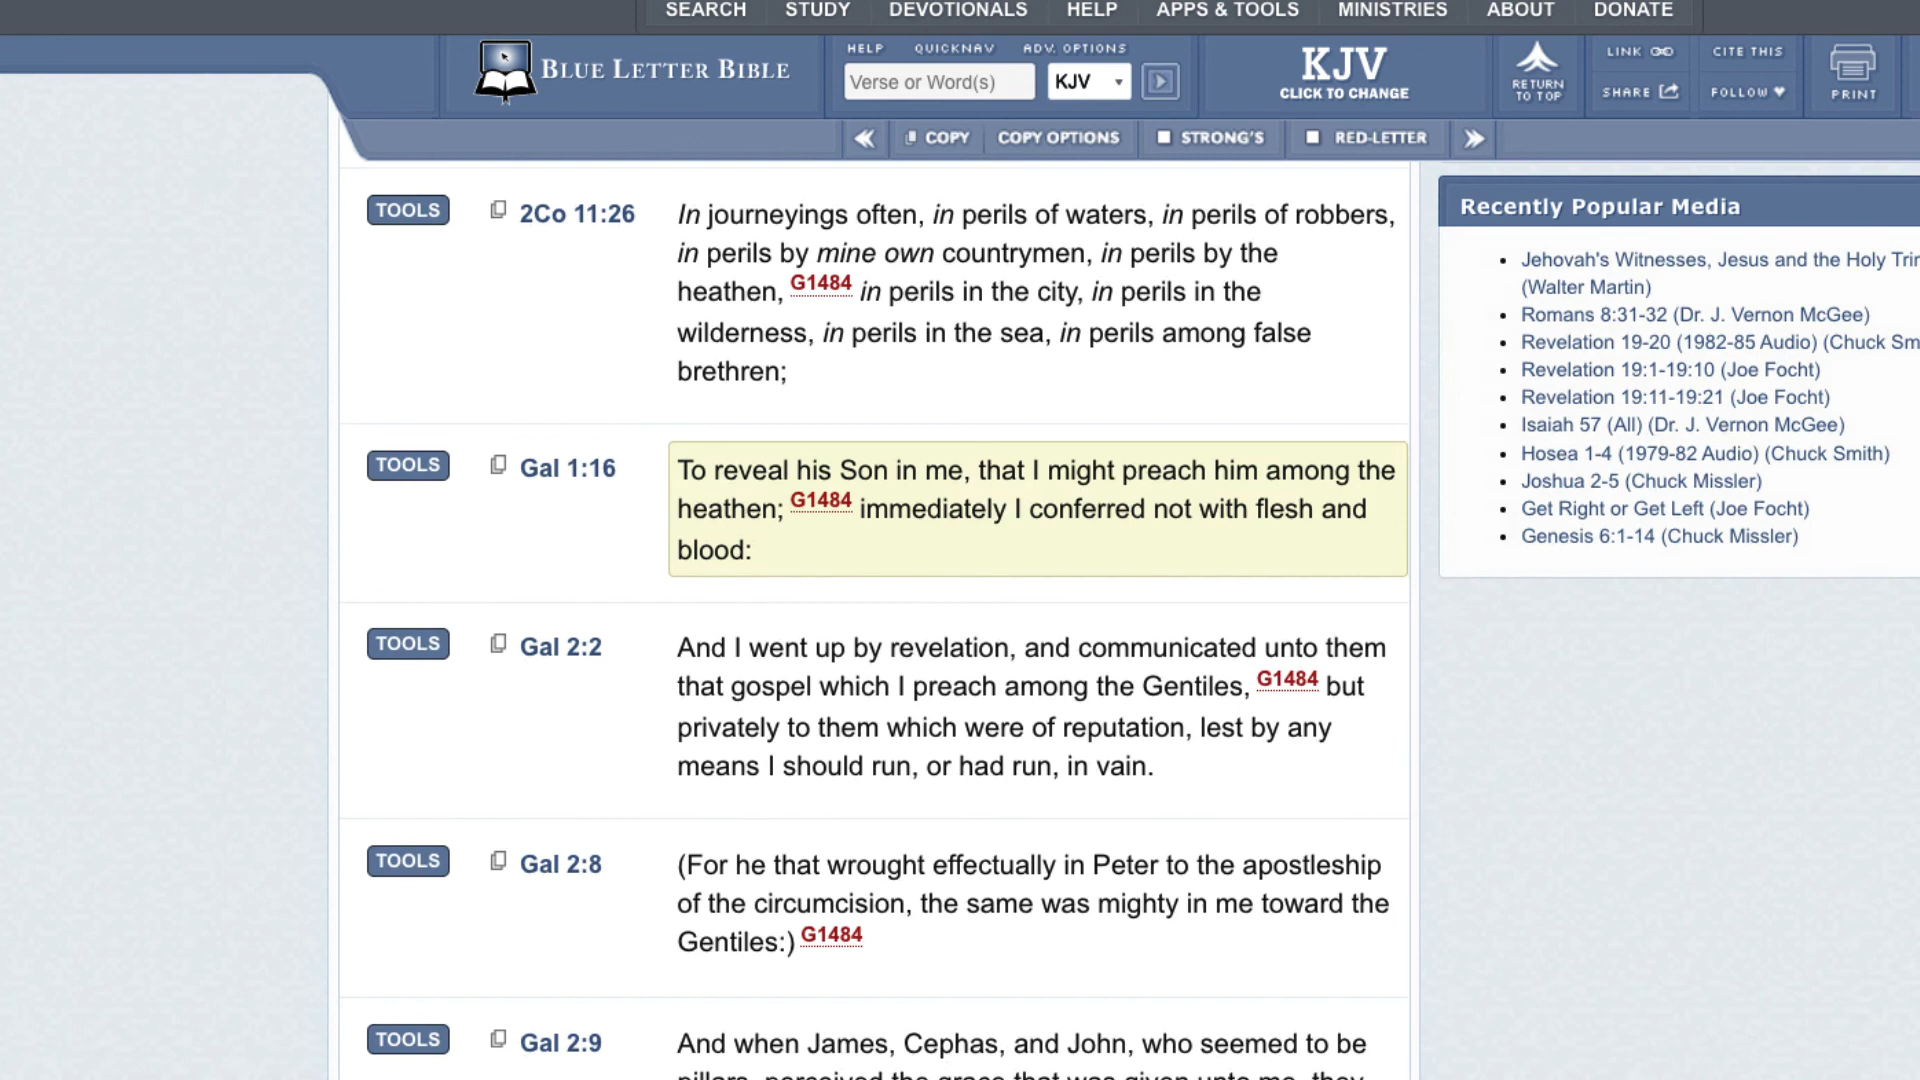 SEARCH STUDY DEVOTIONALS HELP APPS & TOOLS MINISTRIES ABOUT DONATE
BLUE LETTER BIBLE
HELP QUICKNAV ADV. OPTIONS
Verse or Word(s) KJV
KJV
CLICK TO CHANGE
RETURN
TO TOP
LINK
SHARE
CITE THIS
FOLLOW
PRINT
COPY COPY OPTIONS STRONG'S RED-LETTER
TOOLS 2Co 11:26
In journeyings often, in perils of waters, in perils of robbers,
in perils by mine own countrymen, in perils by the
heathen, G1484 in perils in the city, in perils in the
wilderness, in perils in the sea, in perils among false
brethren;
TOOLS Gal 1:16
To reveal his Son in me, that I might preach him among the
heathen; G1484 immediately I conferred not with flesh and
blood:
TOOLS Gal 2:2
And I went up by revelation, and communicated unto them
that gospel which I preach among the Gentiles, G1484 but
privately to them which were of reputation, lest by any
means I should run, or had run, in vain.
TOOLS Gal 2:8
(For he that wrought effectually in Peter to the apostleship
of the circumcision, the same was mighty in me toward the
Gentiles:) G1484
TOOLS Gal 2:9
And when James, Cephas, and John, who seemed to be
pillars, perceived the grace that was given unto me, they
Recently Popular Media
Jehovah's Witnesses, Jesus and the Holy Tri
(Walter Martin)
Romans 8:31-32 (Dr. J. Vernon McGee)
Revelation 19-20 (1982-85 Audio) (Chuck Sm
Revelation 19:1-19:10 (Joe Focht)
Revelation 19:11-19:21 (Joe Focht)
Isaiah 57 (All) (Dr. J. Vernon McGee)
Hosea 1-4 (1979-82 Audio) (Chuck Smith)
Joshua 2-5 (Chuck Missler)
Get Right or Get Left (Joe Focht)
Genesis 6:1-14 (Chuck Missler)